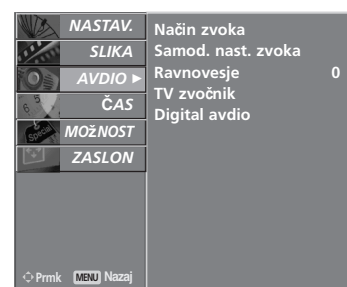 NASTAV.
SLIKA
AVDIO ►
ČAS
MOžNOST
ZASLON
Način zvoka
Samod. nast. zvoka
Ravnovesje 0
TV zvočnik
Digital avdio
Special
Prmk MENU Nazaj